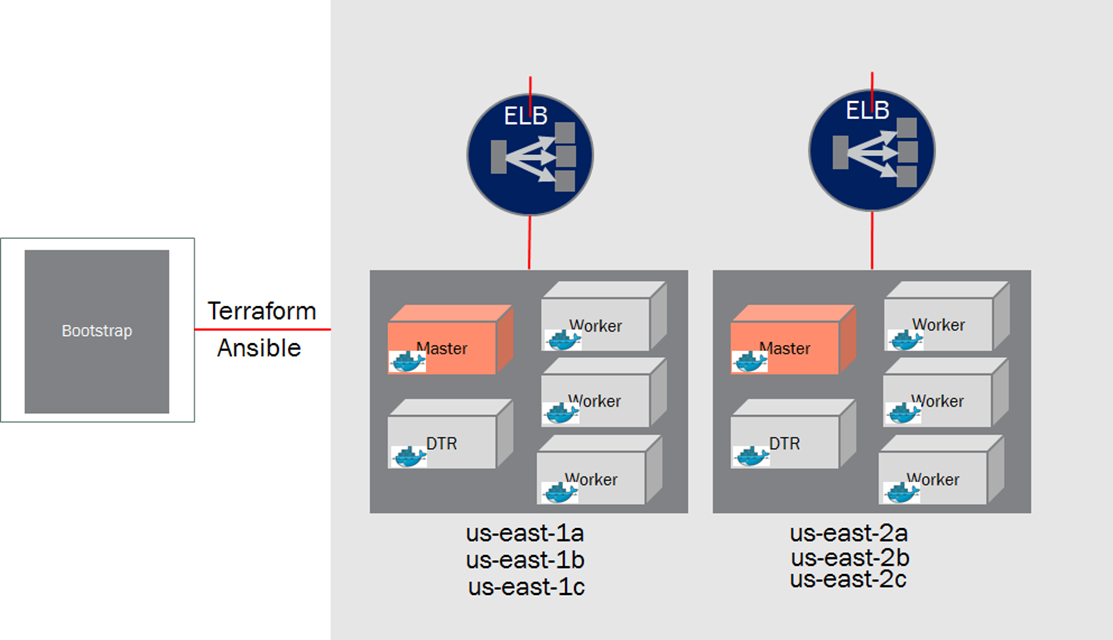 ELB
ELB
Bootstrap
Terraform
Ansible
Master
Worker
Worker
DTR
Worker
Master
Worker
Worker
DTR
Worker
us-east-1a
us-east-1b
us-east-1c
us-east-2a
us-east-2b
us-east-2c